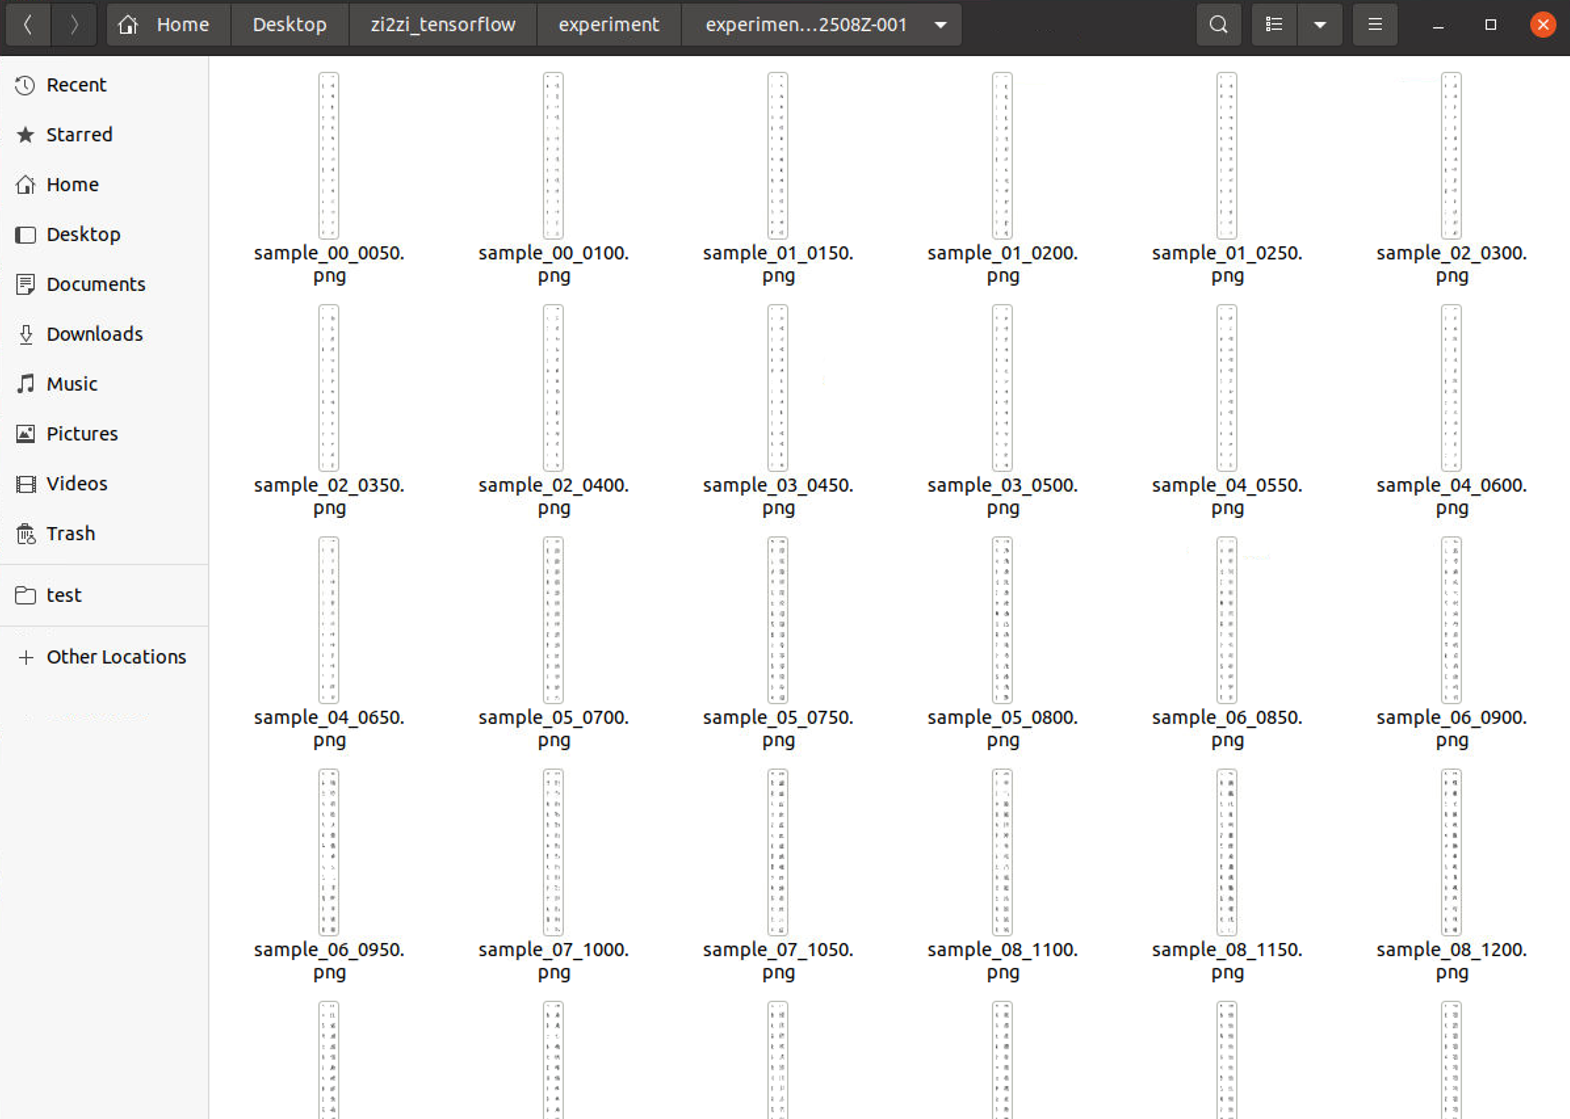 Home Desktop zi2zi_tensorflow experiment experimen...2508Z-001
Recent
Starred
Home
Desktop
Documents
Downloads
Music
Pictures
Videos
Trash
test
Other Locations
sample_00_0050.
png
sample_00_0100.
png
sample_01_0150.
png
sample_01_0200.
png
sample_01_0250.
png
sample_02_0300.
png
sample_02_0350.
png
sample_02_0400.
png
sample_03_0450.
png
sample_03_0500.
png
sample_04_0550.
png
sample_04_0600.
png
sample_04_0650.
png
sample_05_0700.
png
sample_05_0750.
png
sample_05_0800.
png
sample_06_0850.
png
sample_06_0900.
png
sample_06_0950.
png
sample_07_1000.
png
sample_07_1050.
png
sample_08_1100.
png
sample_08_1150.
png
sample_08_1200.
png